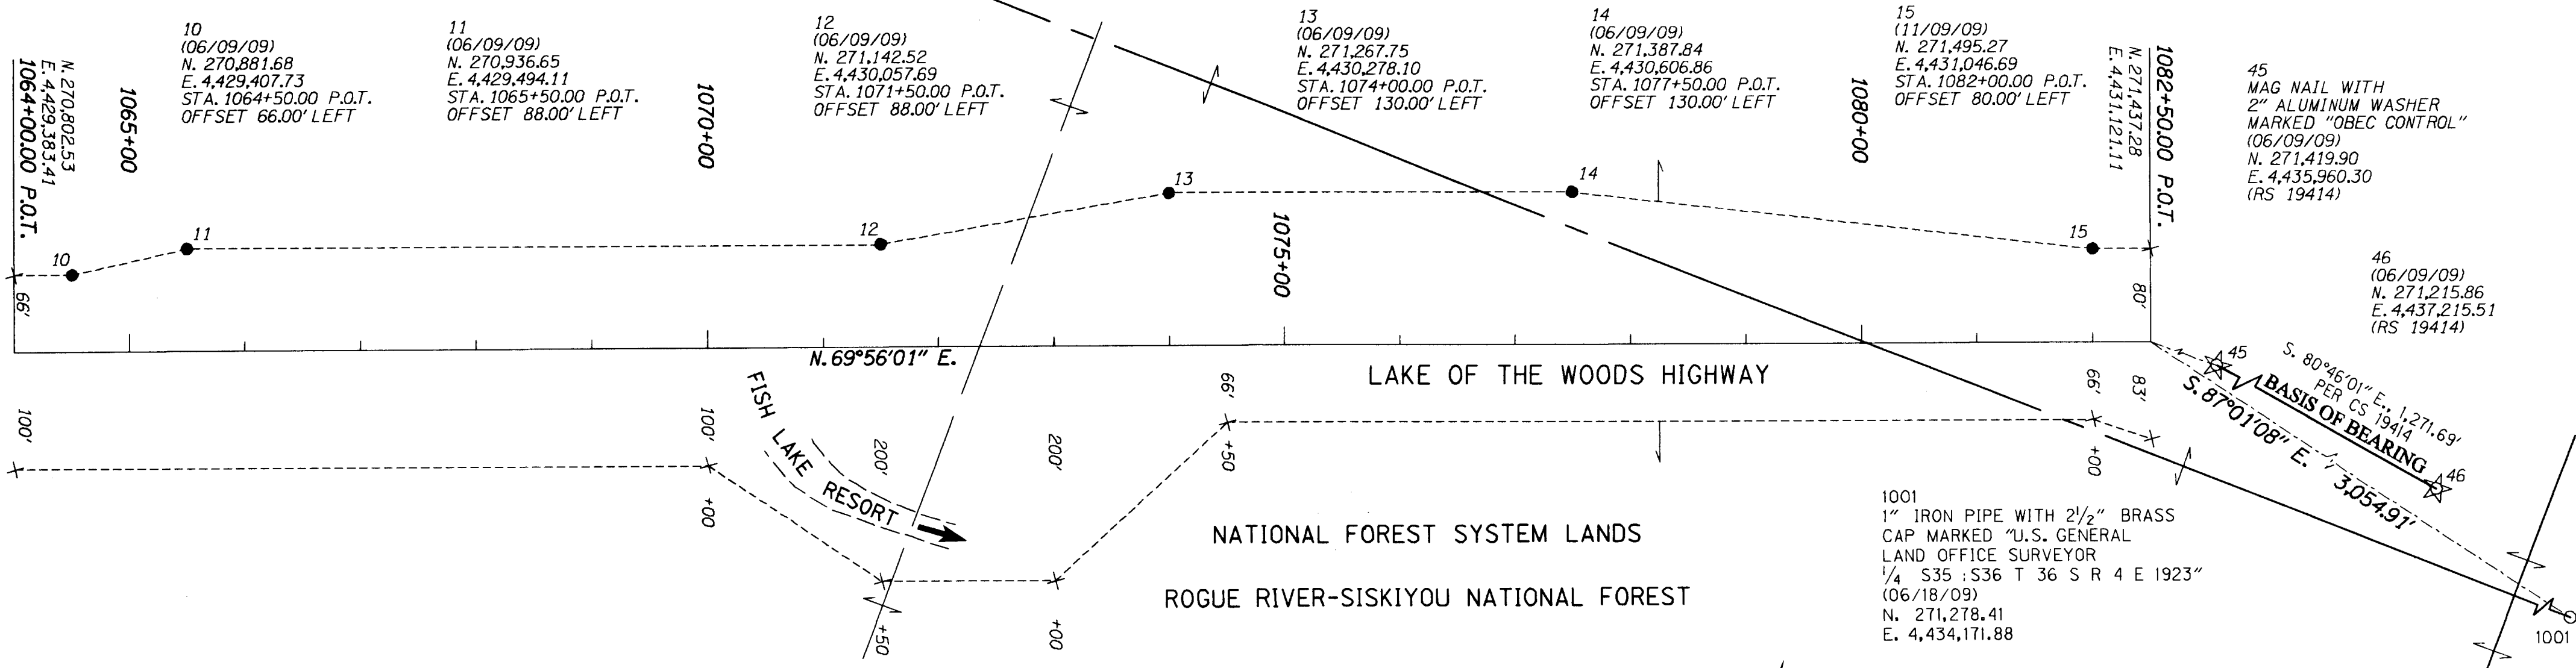 N. 270,802.53
E. 4,429,383.41
1064+00.00 P.O.T.
1065+00
10
(06/09/09)
N. 270,881.68
E. 4,429,407.73
STA. 1064+50.00 P.O.T.
OFFSET 66.00' LEFT
11
(06/09/09)
N. 270,936.65
E. 4,429,494.11
STA. 1065+50.00 P.O.T.
OFFSET 88.00' LEFT
1070+00
12
(06/09/09)
N. 271,142.52
E. 4,430,057.69
STA. 1071+50.00 P.O.T.
OFFSET 88.00' LEFT
13
(06/09/09)
N. 271,267.75
E. 4,430,278.10
STA. 1074+00.00 P.O.T.
OFFSET 130.00' LEFT
14
(06/09/09)
N. 271,387.84
E. 4,430,606.86
STA. 1077+50.00 P.O.T.
OFFSET 130.00' LEFT
1080+00
15
(11/09/09)
N. 271,495.27
E. 4,431,046.69
STA. 1082+00.00 P.O.T.
OFFSET 80.00' LEFT
N. 271,437.28
E. 4,431,121.11
1082+50.00 P.O.T.
45
MAG NAIL WITH
2" ALUMINUM WASHER
MARKED "OBEC CONTROL"
(06/09/09)
N. 271,419.90
E. 4,435,960.30
(RS 19414)
46
(06/09/09)
N. 271,215.86
E. 4,437,215.51
(RS 19414)
10
11
12
13
14
15
1075+00
66'
80'
N. 69°56'01" E.
LAKE OF THE WOODS HIGHWAY
FISH LAKE RESORT
100'
100'
+00
200'
+50
200'
+00
66'
+50
66'
83'
+00
45
S. 80°46'01" E., 1,271.69'
PER CS 19414
BASIS OF BEARING
46
S. 87°01'08" E. 3,054.91'
NATIONAL FOREST SYSTEM LANDS
ROGUE RIVER-SISKIYOU NATIONAL FOREST
1001
1" IRON PIPE WITH 2 1/2" BRASS
CAP MARKED "U.S. GENERAL
LAND OFFICE SURVEYOR
1/4 S35 :S36 T 36 S R 4 E 1923"
(06/18/09)
N. 271,278.41
E. 4,434,171.88
1001